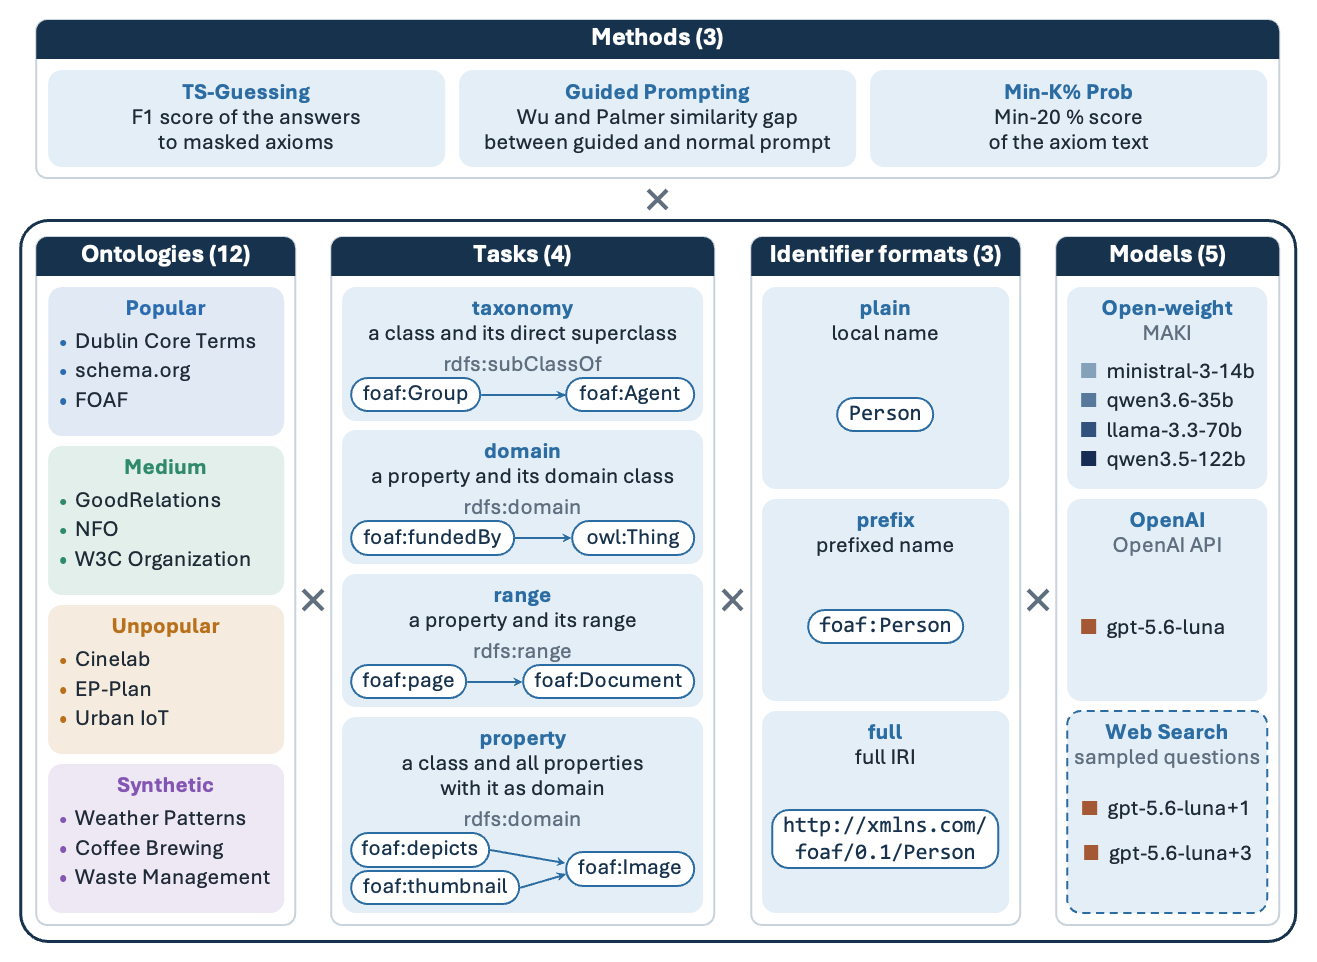 Methods (3)
TS-Guessing
F1 score of the answers
to masked axioms
Guided Prompting
Wu and Palmer similarity gap
between guided and normal prompt
Min-K% Prob
Min-20 % score
of the axiom text
×
Ontologies (12)
Popular
• Dublin Core Terms
• schema.org
• FOAF
Medium
• GoodRelations
• NFO
• W3C Organization
Unpopular
• Cinelab
• EP-Plan
• Urban IoT
Synthetic
• Weather Patterns
• Coffee Brewing
• Waste Management
×
Tasks (4)
taxonomy
a class and its direct superclass
rdfs:subClassOf
foaf:Group
foaf:Agent
domain
a property and its domain class
rdfs:domain
foaf:fundedBy
owl:Thing
range
a property and its range
rdfs:range
foaf:page
foaf:Document
property
a class and all properties
with it as domain
rdfs:domain
foaf:depicts
foaf:thumbnail
foaf:Image
×
Identifier formats (3)
plain
local name
Person
prefix
prefixed name
foaf:Person
full
full IRI
http://xmlns.com/
foaf/0.1/Person
×
Models (5)
Open-weight
MAKI
ministral-3-14b
qwen3.6-35b
llama-3.3-70b
qwen3.5-122b
OpenAI
OpenAI API
gpt-5.6-luna
Web Search
sampled questions
gpt-5.6-luna+1
gpt-5.6-luna+3